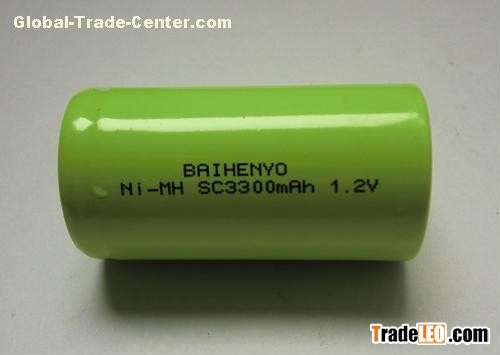 Global-Trade-Center.com
BAIHENYO
Ni-MH SC3300mAh 1.2V
TradeLEO.com